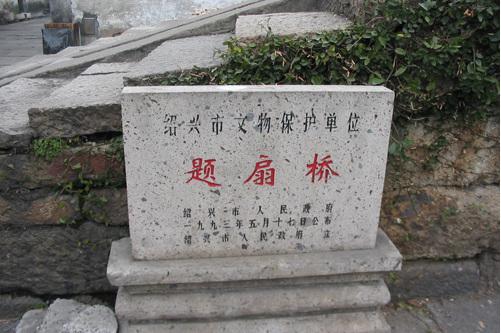 绍兴市文物保护单位
题扇桥
绍兴市人民政府
一九九三年五月十七日公布
绍兴市人民政府立